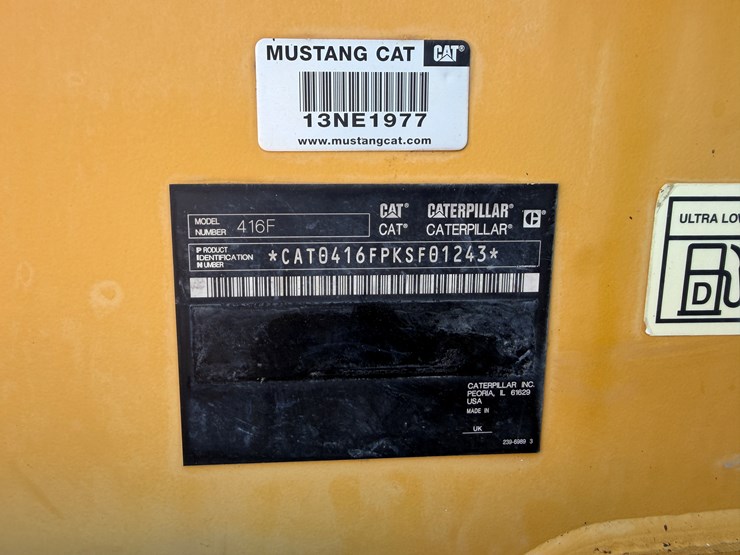 MUSTANG CAT CAT®
13NE1977
www.mustangcat.com
MODEL NUMBER 416F
CAT® CATERPILLAR®
CAT® CATERPILLAR®
PRODUCT IDENTIFICATION NUMBER *CAT0416FPKSF01243*
CATERPILLAR INC.
PEORIA, IL 61629
USA
MADE IN
UK
239-6989 3
ULTRA LOW
D